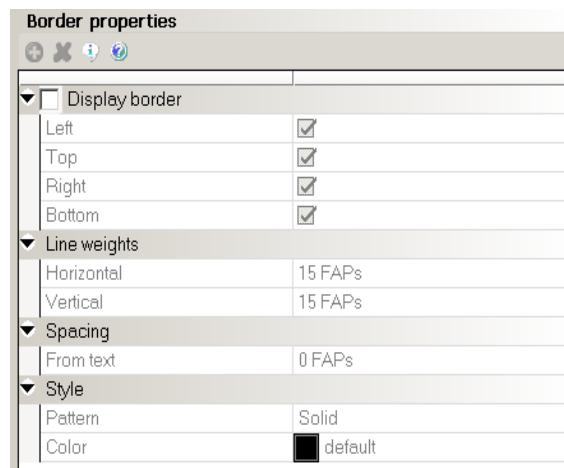 Border properties
Display border
Left
Top
Right
Bottom
Line weights
Horizontal 15 FAPs
Vertical 15 FAPs
Spacing
From text 0 FAPs
Style
Pattern Solid
Color default